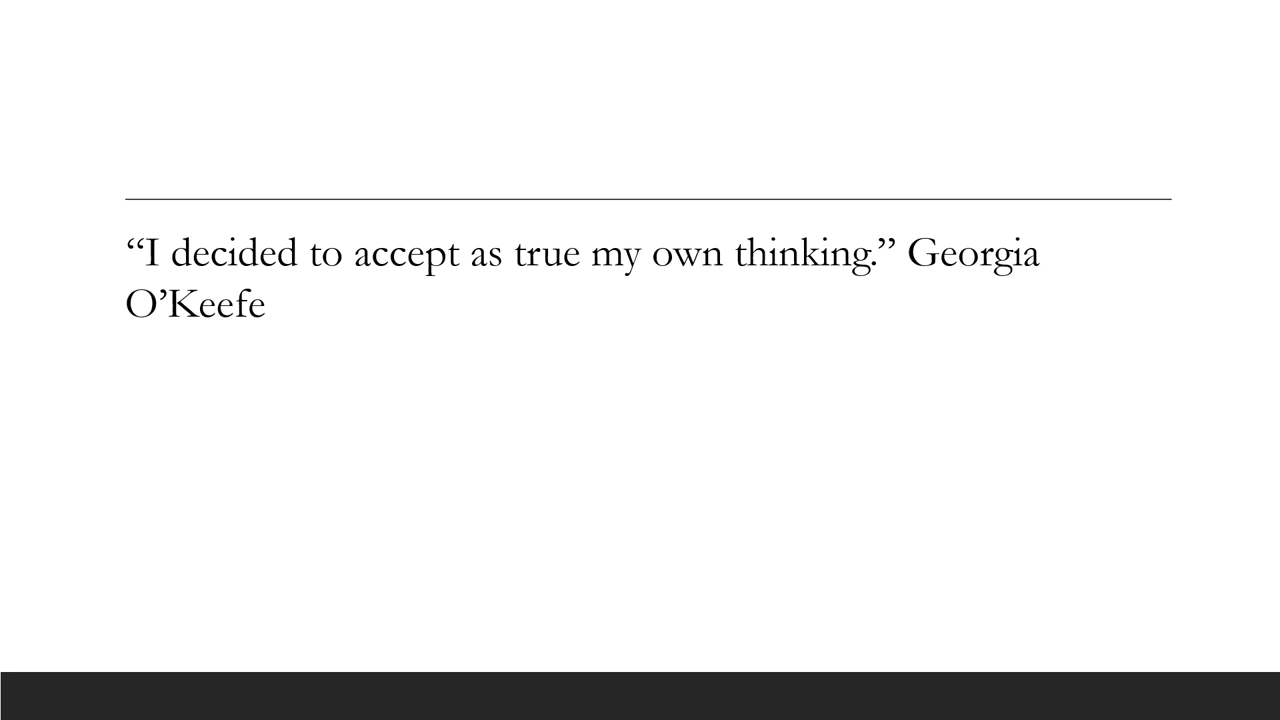 “I decided to accept as true my own thinking.” Georgia
O’Keefe